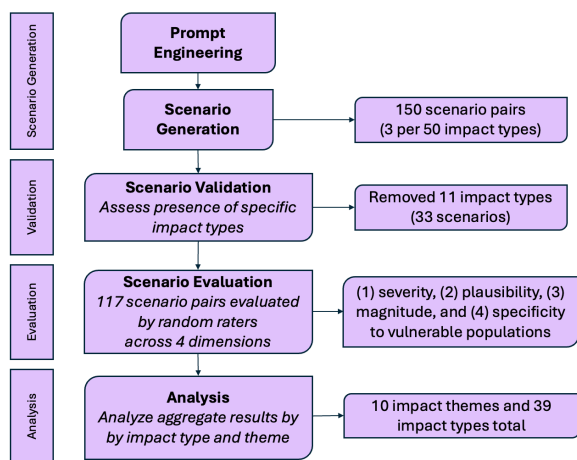 Scenario Generation
Prompt
Engineering
Scenario
Generation
150 scenario pairs
(3 per 50 impact types)
Validation
Scenario Validation
Assess presence of specific
impact types
Removed 11 impact types
(33 scenarios)
Evaluation
Scenario Evaluation
117 scenario pairs evaluated
by random raters
across 4 dimensions
(1) severity, (2) plausibility, (3)
magnitude, and (4) specificity
to vulnerable populations
Analysis
Analysis
Analyze aggregate results by
by impact type and theme
10 impact themes and 39
impact types total